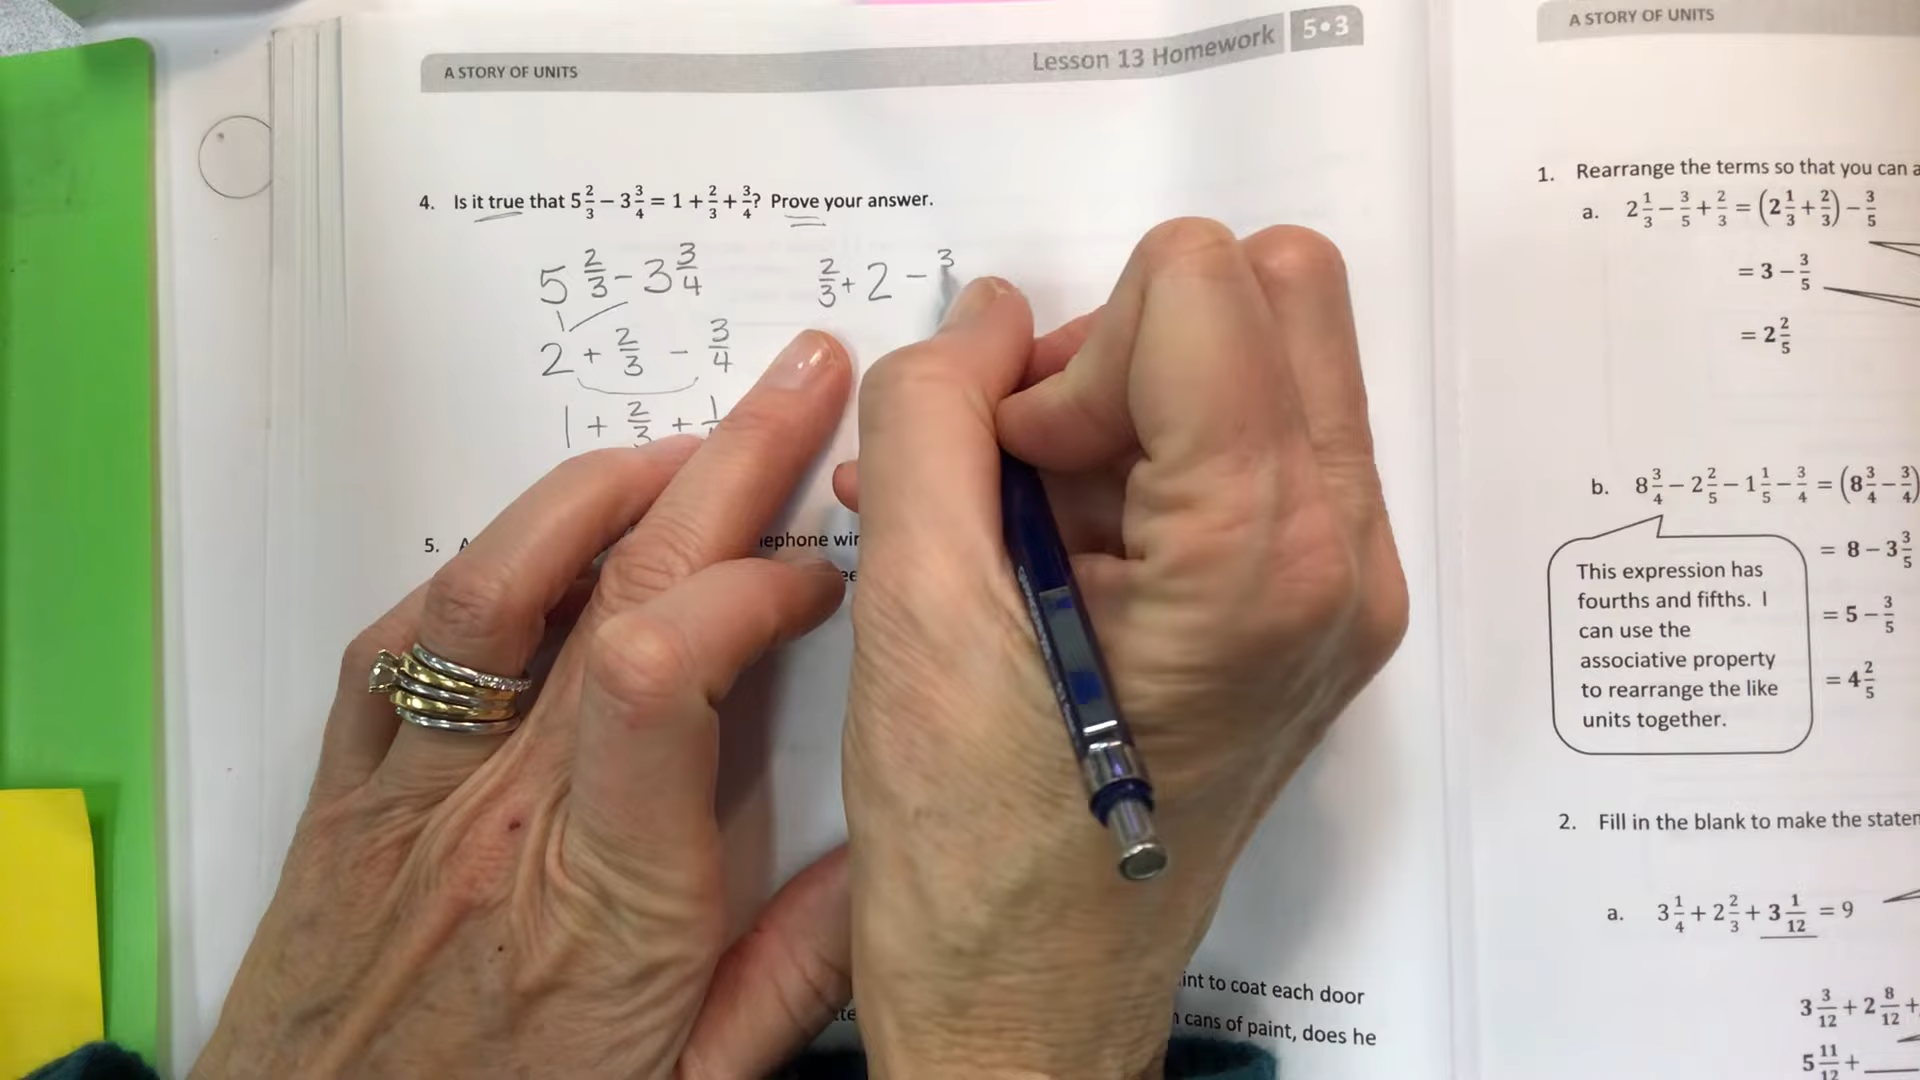 A STORY OF UNITS
Lesson 13 Homework 5•3
4. Is it true that 5 2/3 − 3 3/4 = 1 + 2/3 + 3/4? Prove your answer.
5 2/3 − 3 3/4
2 + 2/3 − 3/4
1 + 2/3 +
2/3 + 2 − 3
5.
int to coat each door
cans of paint, does he
A STORY OF UNITS
1. Rearrange the terms so that you can
a. 2 1/3 − 3/5 + 2/3 = (2 1/3 + 2/3) − 3/5
= 3 − 3/5
= 2 2/5
b. 8 3/4 − 2 2/5 − 1 1/5 − 3/4 = (8 3/4 − 3/4)
= 8 − 3 3/5
= 5 − 3/5
= 4 2/5
This expression has
fourths and fifths. I
can use the
associative property
to rearrange the like
units together.
2. Fill in the blank to make the
a. 3 1/4 + 2 2/3 + 3 1/12 = 9
3 3/12 + 2 8/12 +
5 11/12 + ___